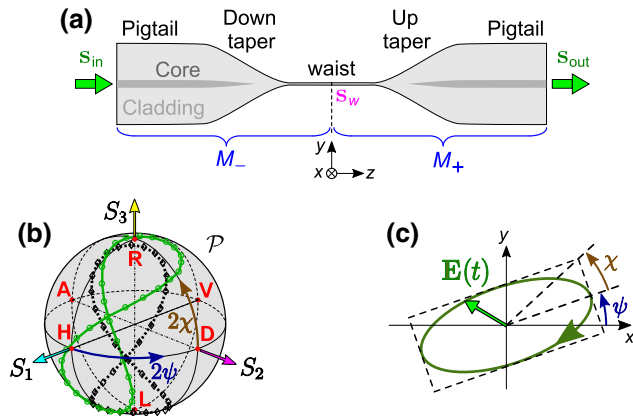 (a)
Pigtail
Down
taper
Up
taper
Pigtail
s_in
Core
Cladding
waist
s_w
s_out
M_−
M_+
y
x
z
(b)
S_3
𝒫
R
A
V
H
D
2χ
S_1
2ψ
S_2
L
(c)
y
E(t)
χ
ψ
x